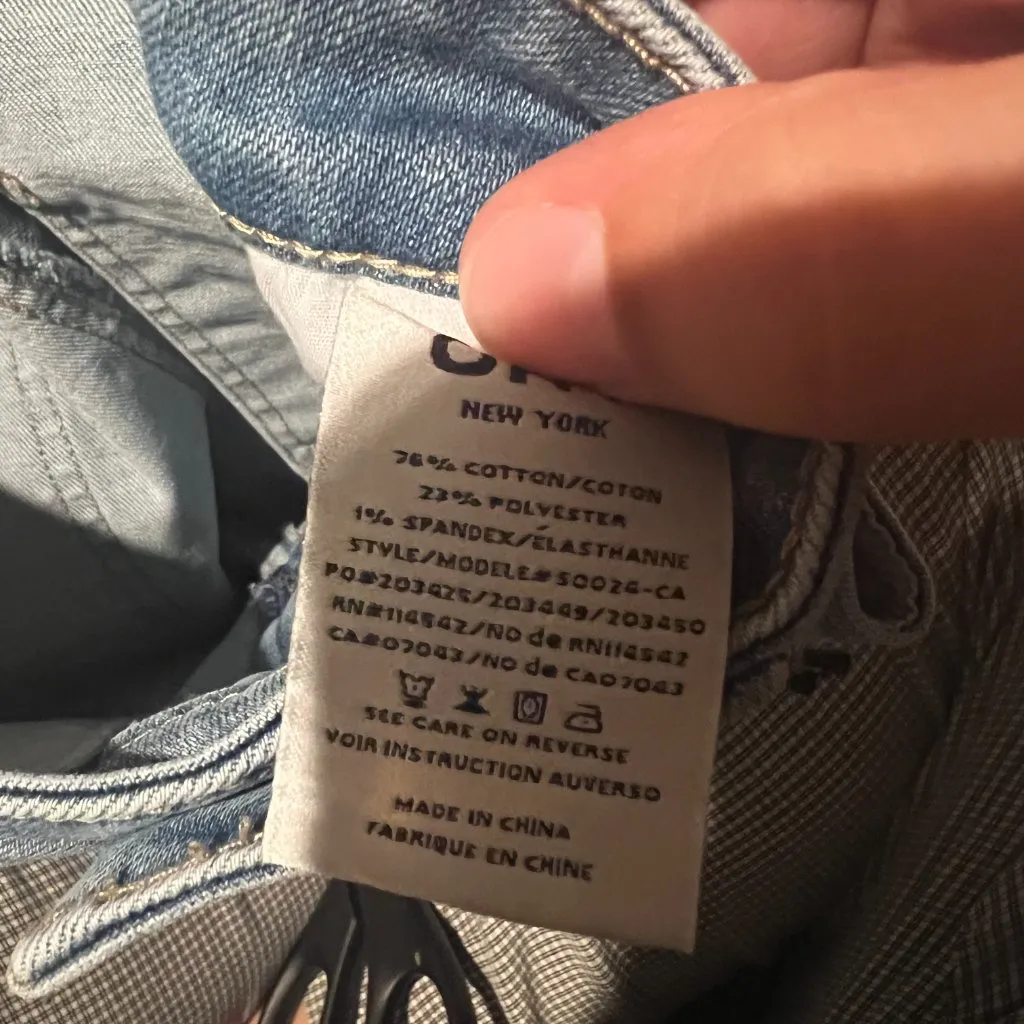 NEW YORK
76% COTTON/COTON
23% POLYESTER
1% SPANDEX/ÉLASTHANNE
STYLE/MODELE#50024-CA
PO#203425/203449/203450
RN#114542/NO de RN114542
CA#07043/NO de CA07043
SEE CARE ON REVERSE
VOIR INSTRUCTION AUVERSO
MADE IN CHINA
FABRIQUE EN CHINE